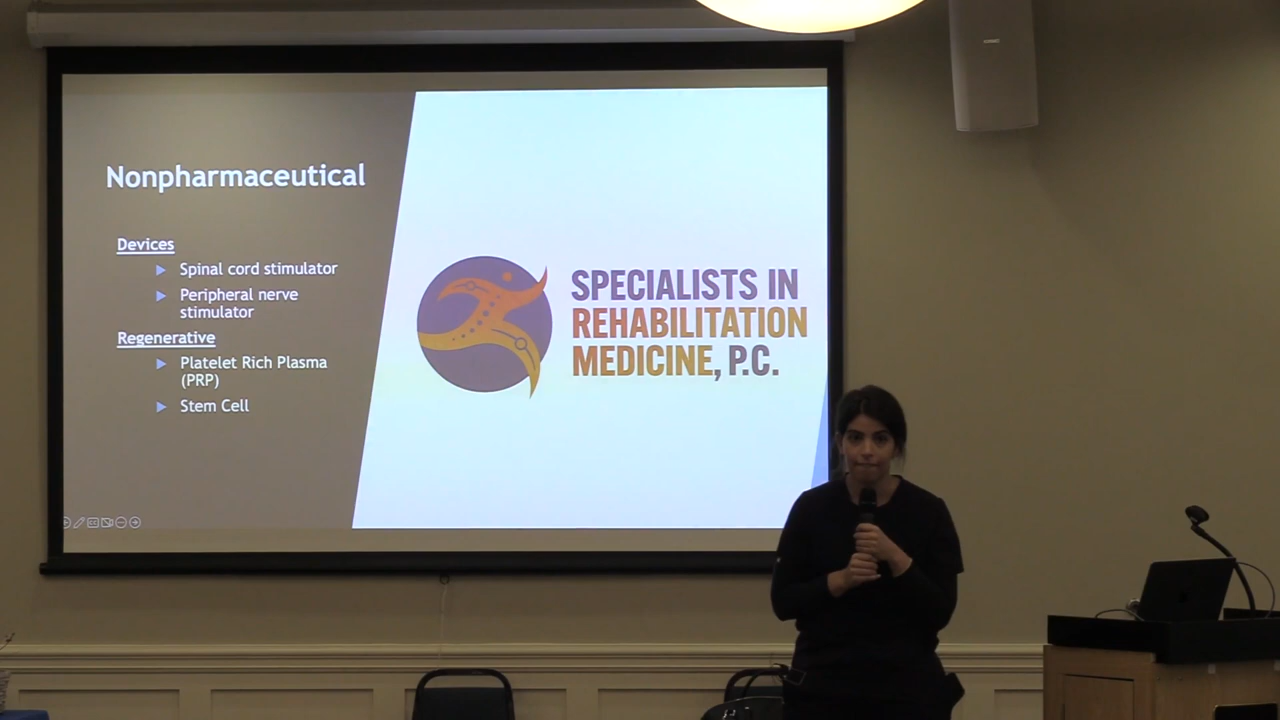 Nonpharmaceutical
Devices
Spinal cord stimulator
Peripheral nerve
stimulator
Regenerative
Platelet Rich Plasma
(PRP)
Stem Cell
SPECIALISTS IN
REHABILITATION
MEDICINE, P.C.